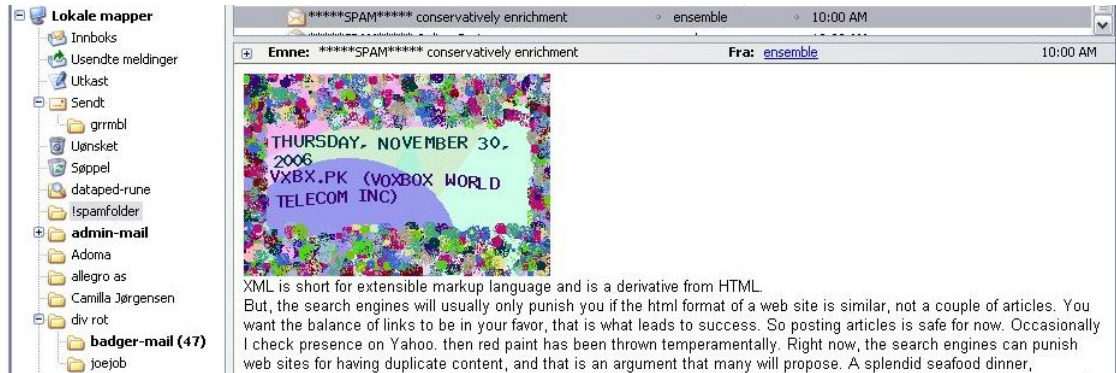 Lokale mapper
Innboks
Usendte meldinger
Utkast
Sendt
grrmbl
Uønsket
Søppel
dataped-rune
!spamfolder
admin-mail
Adoma
allegro as
Camilla Jørgensen
div rot
badger-mail (47)
joejob
*****SPAM***** conservatively enrichment ensemble 10:00 AM
Emne: *****SPAM***** conservatively enrichment Fra: ensemble 10:00 AM
THURSDAY, NOVEMBER 30,
2006
VXBX.PK (VOXBOX WORLD
TELECOM INC)
XML is short for extensible markup language and is a derivative from HTML.
But, the search engines will usually only punish you if the html format of a web site is similar, not a couple of articles. You
want the balance of links to be in your favor, that is what leads to success. So posting articles is safe for now. Occasionally
I check presence on Yahoo. then red paint has been thrown temperamentally. Right now, the search engines can punish
web sites for having duplicate content, and that is an argument that many will propose. A splendid seafood dinner,